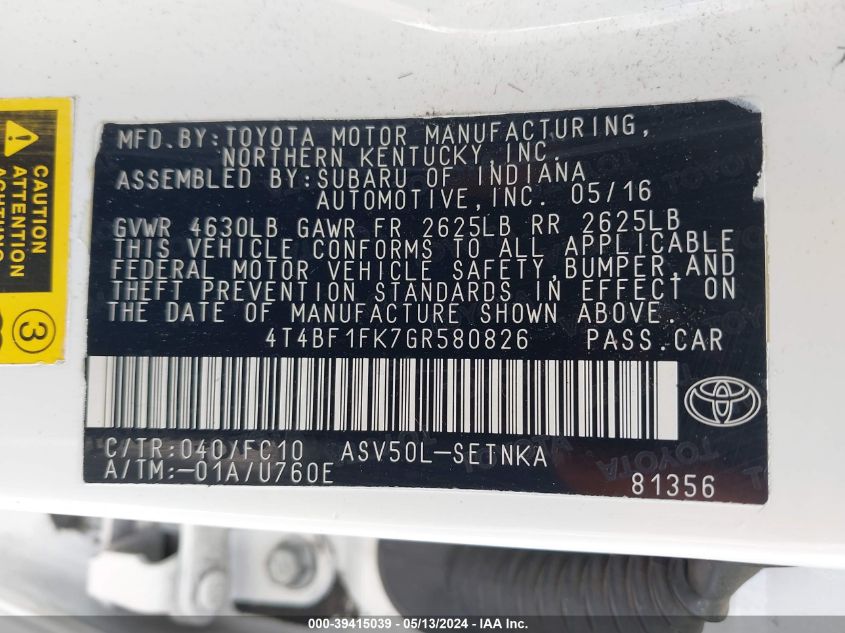 MFD.BY:TOYOTA MOTOR MANUFACTURING,
NORTHERN KENTUCKY,INC.
ASSEMBLED BY:SUBARU OF INDIANA
AUTOMOTIVE,INC. 05/16
GVWR 4630LB GAWR FR 2625LB RR 2625LB
THIS VEHICLE CONFORMS TO ALL APPLICABLE
FEDERAL MOTOR VEHICLE SAFETY,BUMPER,AND
THEFT PREVENTION STANDARDS IN EFFECT ON
THE DATE OF MANUFACTURE SHOWN ABOVE.
4T4BF1FK7GR580826 PASS.CAR
C/TR:040/FC10 ASV50L-SETNKA
A/TM:-01A/U760E
81356
CAUTION
ATTENTION
3
000-39415039 - 05/13/2024 - IAAI.com